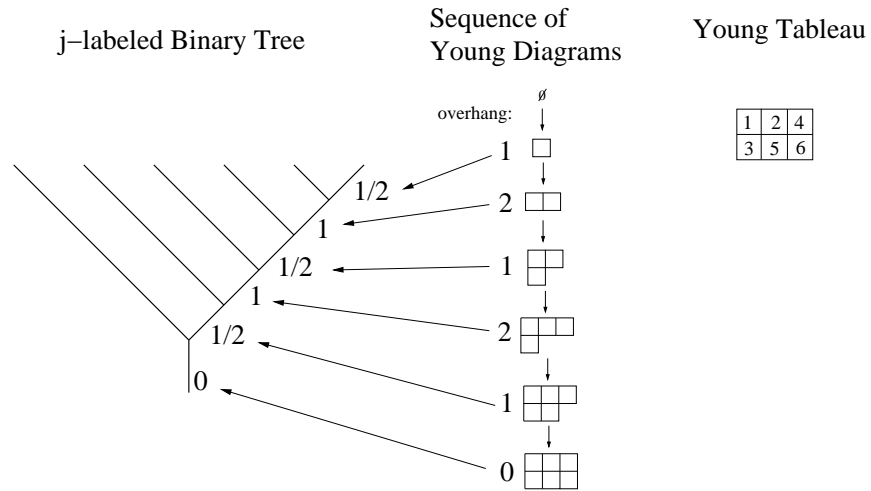 j−labeled Binary Tree
Sequence of
Young Diagrams
Young Tableau
overhang:
ø
1
2
1
2
1
0
1/2
1
1/2
1
1/2
0
1 2 4
3 5 6